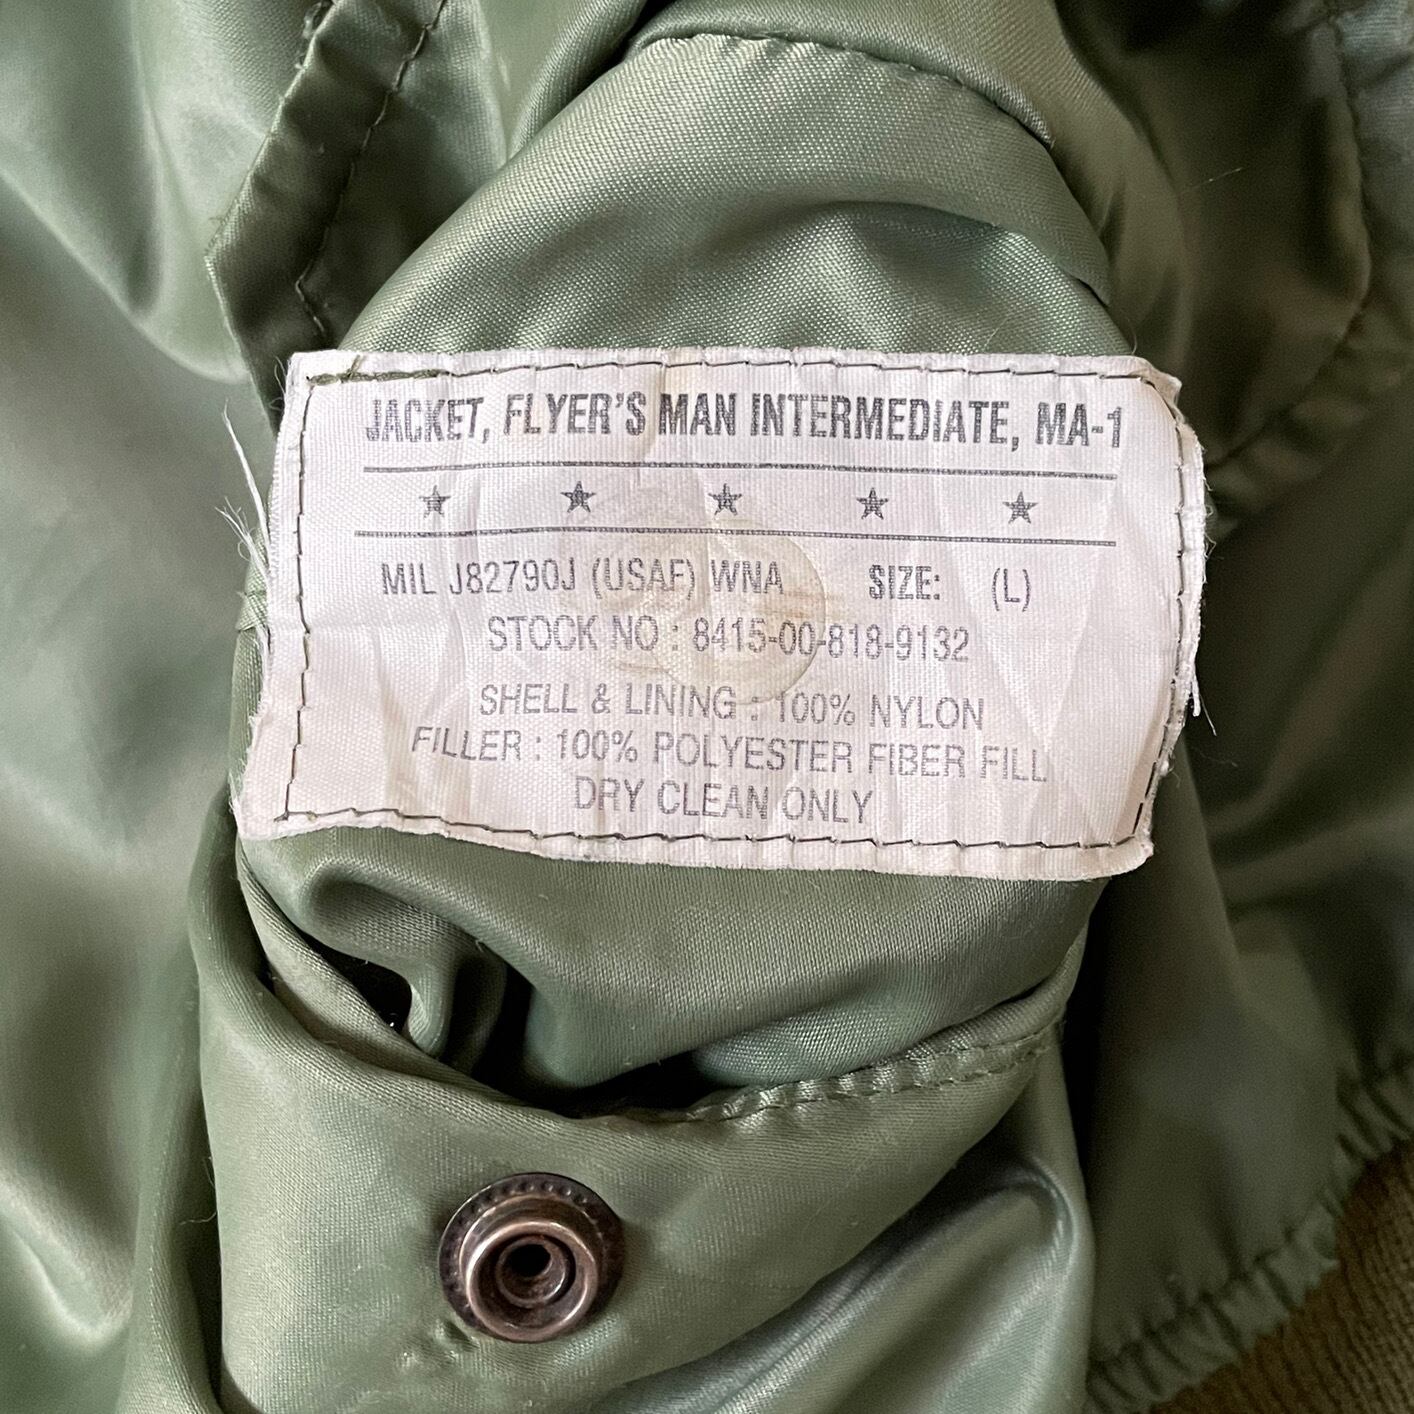 JACKET, FLYER'S MAN INTERMEDIATE, MA-1
MIL J82790J (USAF) WNA SIZE: (L)
STOCK NO : 8415-00-818-9132
SHELL & LINING : 100% NYLON
FILLER : 100% POLYESTER FIBER FILL
DRY CLEAN ONLY